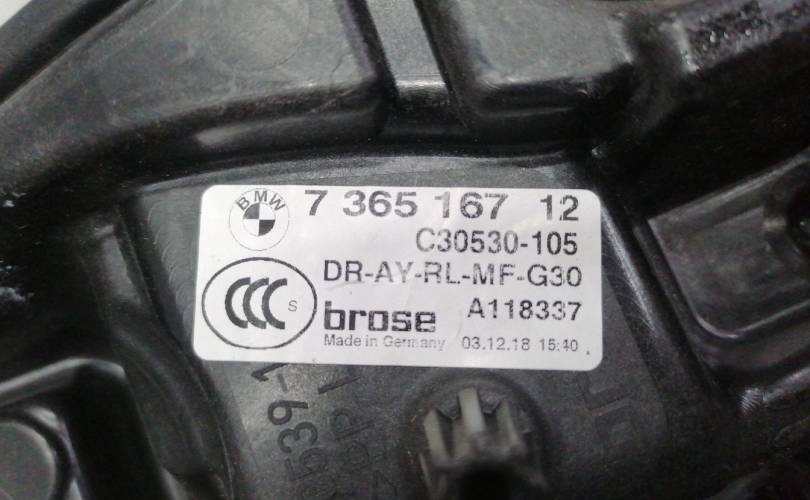 BMW
7 365 167 12
C30530-105
DR-AY-RL-MF-G30
CCC S
brose A118337
Made in Germany 03.12.18 15:40